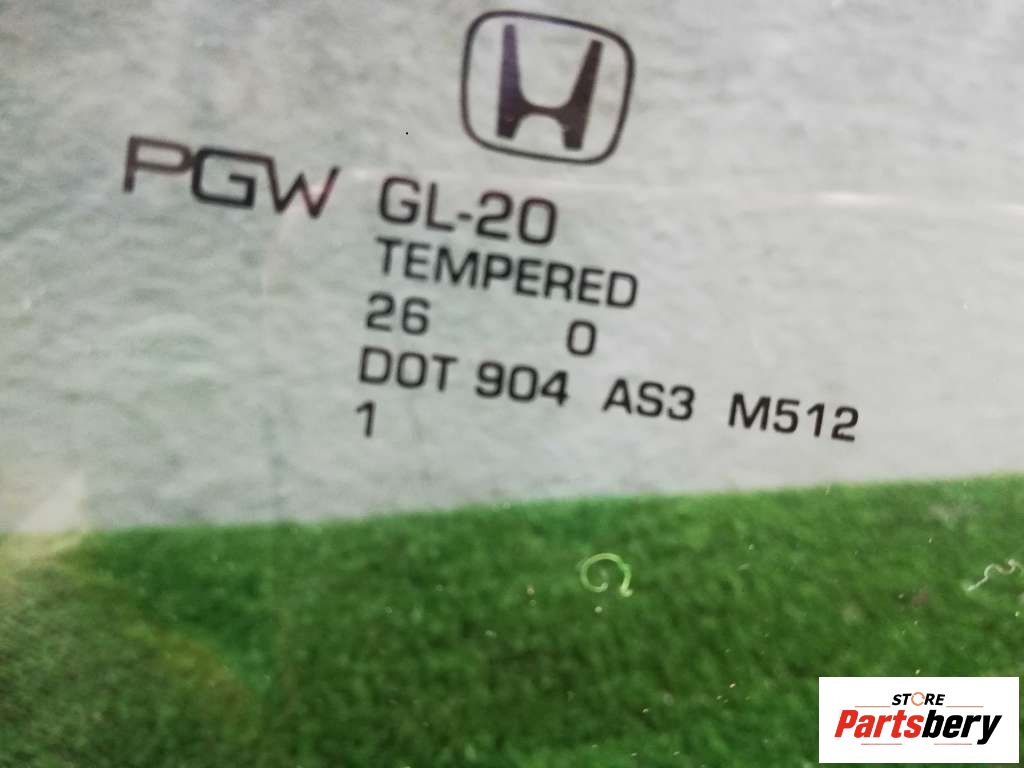 PGW GL-20
TEMPERED
26 0
DOT 904 AS3 M512
1
STORE
Partsbery